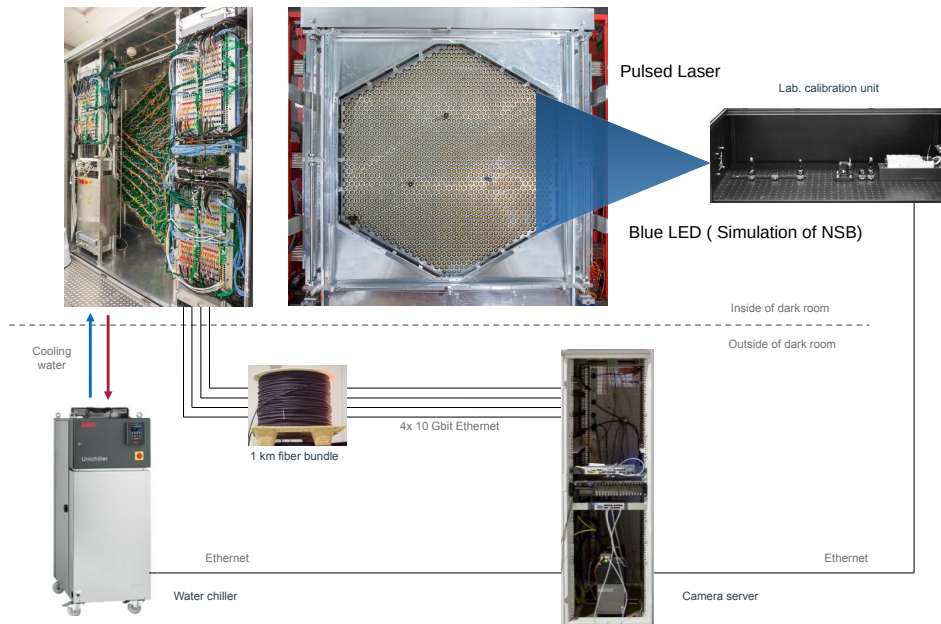 Pulsed Laser
Lab. calibration unit
Blue LED ( Simulation of NSB)
Inside of dark room
Outside of dark room
Cooling
water
4x 10 Gbit Ethernet
1 km fiber bundle
Unichiller
Ethernet
Ethernet
Water chiller
Camera server